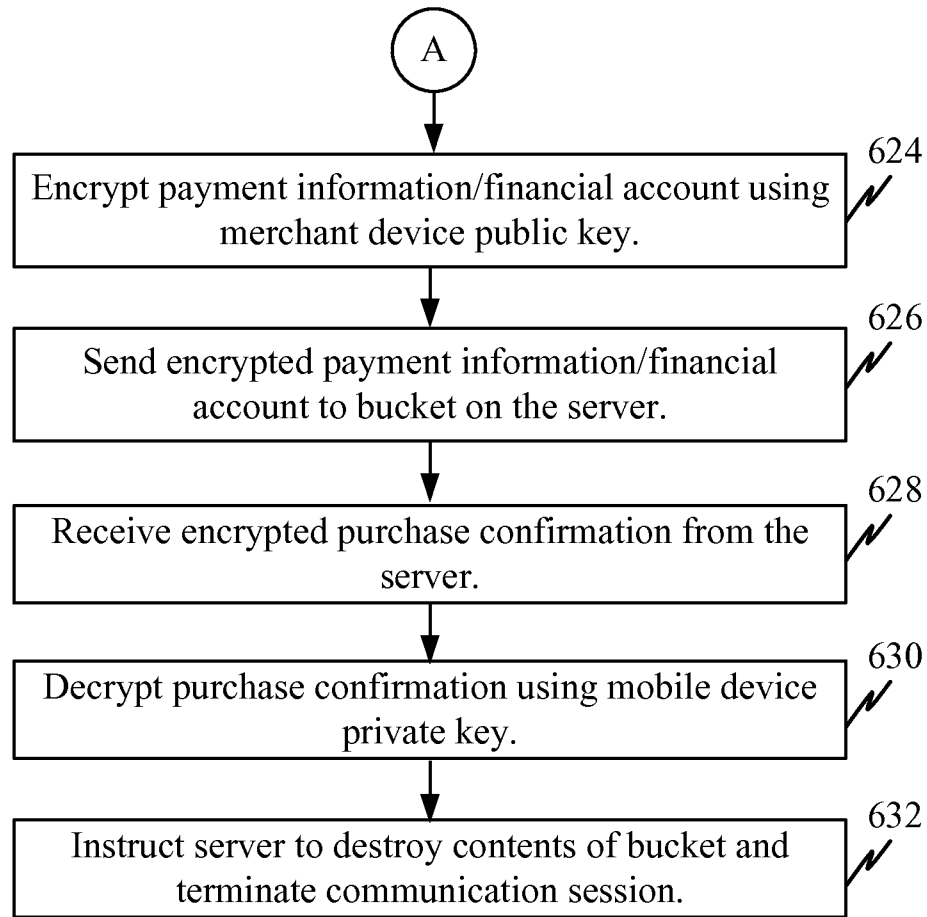 A
624
Encrypt payment information/financial account using
merchant device public key.
626
Send encrypted payment information/financial
account to bucket on the server.
628
Receive encrypted purchase confirmation from the
server.
630
Decrypt purchase confirmation using mobile device
private key.
632
Instruct server to destroy contents of bucket and
terminate communication session.